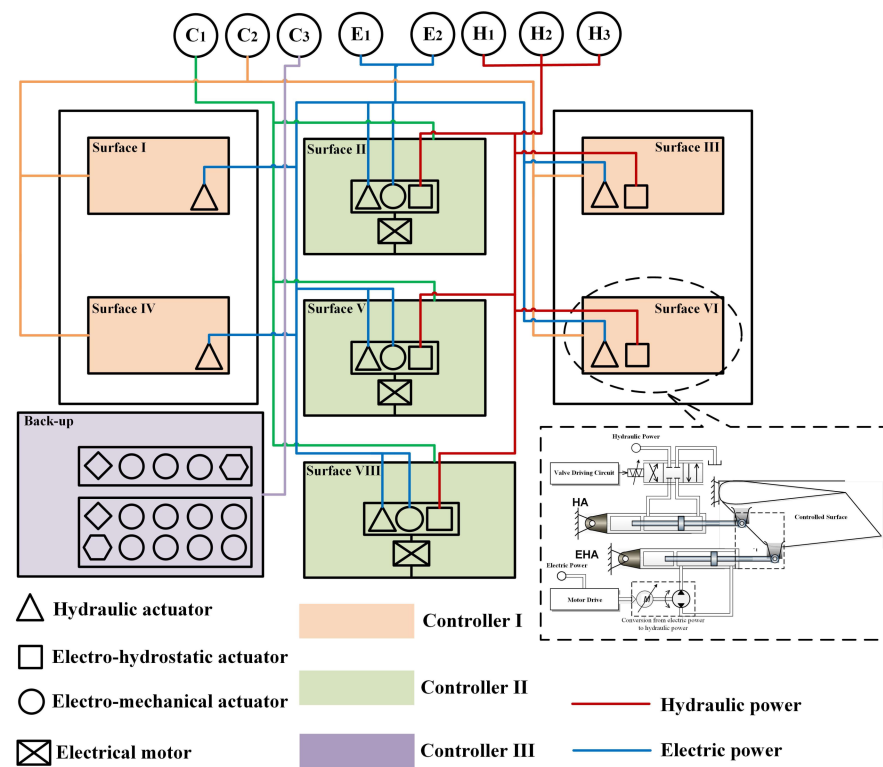 C1 C2 C3 E1 E2 H1 H2 H3
Surface I
Surface II
Surface III
Surface IV
Surface V
Surface VI
Back-up
Surface VIII
Hydraulic Power
Valve Driving Circuit
HA
Controlled Surface
EHA
Electric Power
Motor Drive
M
Conversion from electric power
to hydraulic power
Hydraulic actuator
Electro-hydrostatic actuator
Electro-mechanical actuator
Electrical motor
Controller I
Controller II
Controller III
Hydraulic power
Electric power